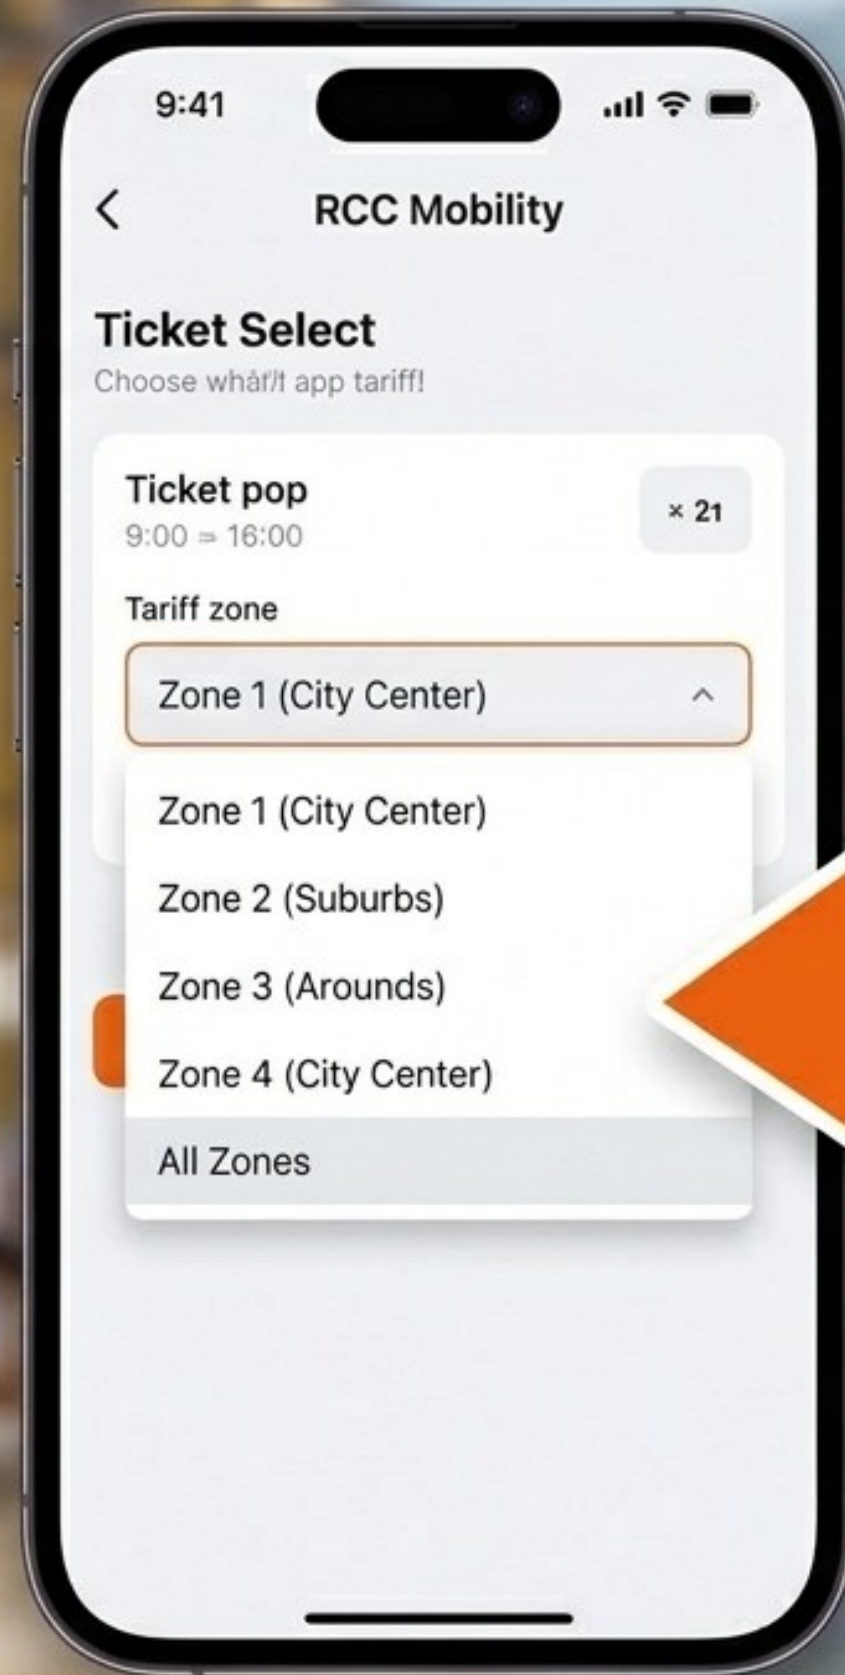 9:41
RCC Mobility
Ticket Select
Choose app tariff!
Ticket pop
× 21
9:00 = 16:00
Tariff zone
Zone 1 (City Center)
Zone 1 (City Center)
Zone 2 (Suburbs)
Zone 3 (Arounds)
Zone 4 (City Center)
All Zones